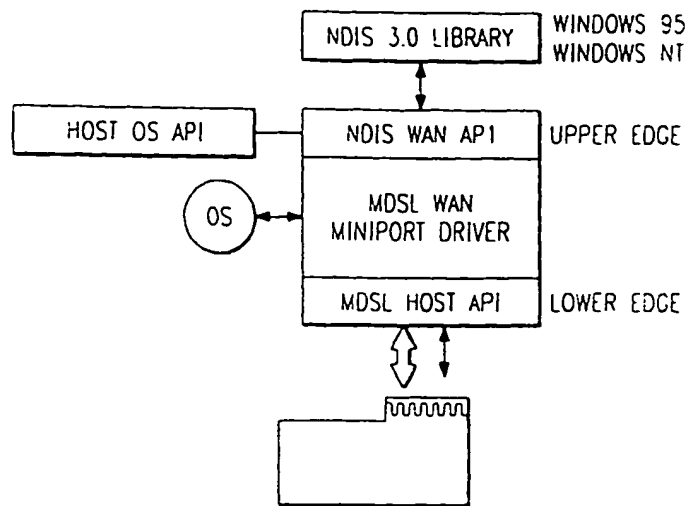 NDIS 3.0 LIBRARY
WINDOWS 95
WINDOWS NT
HOST OS API
NDIS WAN API
UPPER EDGE
OS
MDSL WAN
MINIPORT DRIVER
MDSL HOST API
LOWER EDGE